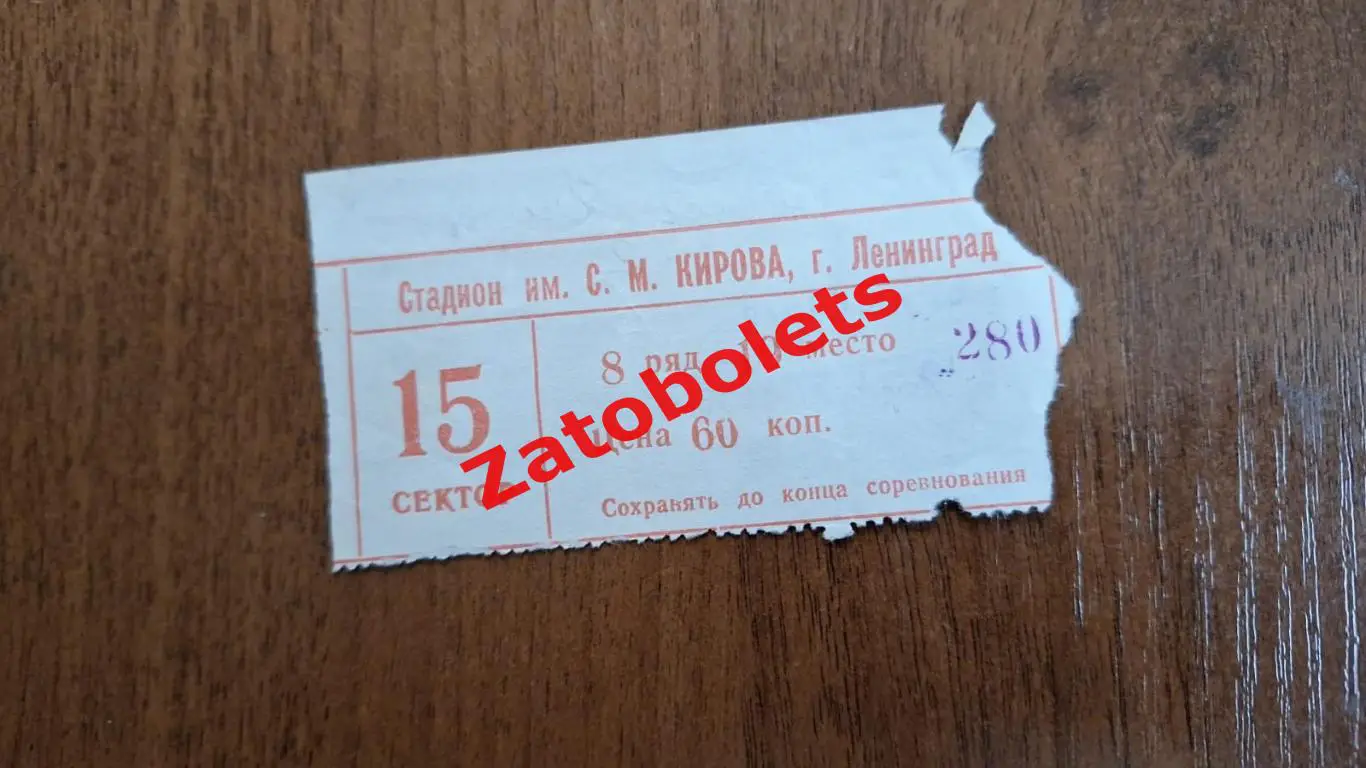 Стадион им. С. М. КИРОВА, г. Ленинград
15
СЕКТОР
8 ряд место 280
Цена 60 коп.
Сохранять до конца соревнования
Zatobolets